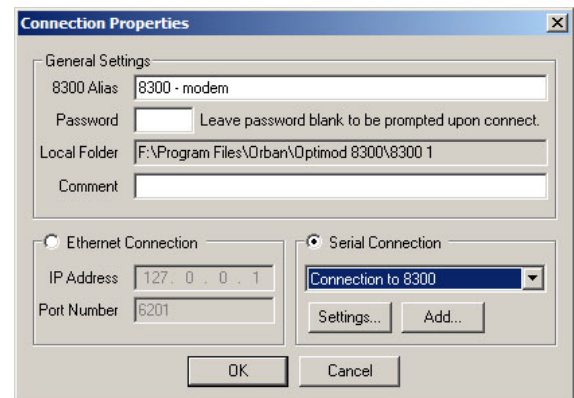 Connection Properties
General Settings
8300 Alias 8300 - modem
Password Leave password blank to be prompted upon connect.
Local Folder F:\Program Files\Orban\Optimod 8300\8300 1
Comment
Ethernet Connection
IP Address 127. 0 . 0 . 1
Port Number 6201
Serial Connection
Connection to 8300
Settings... Add...
OK Cancel